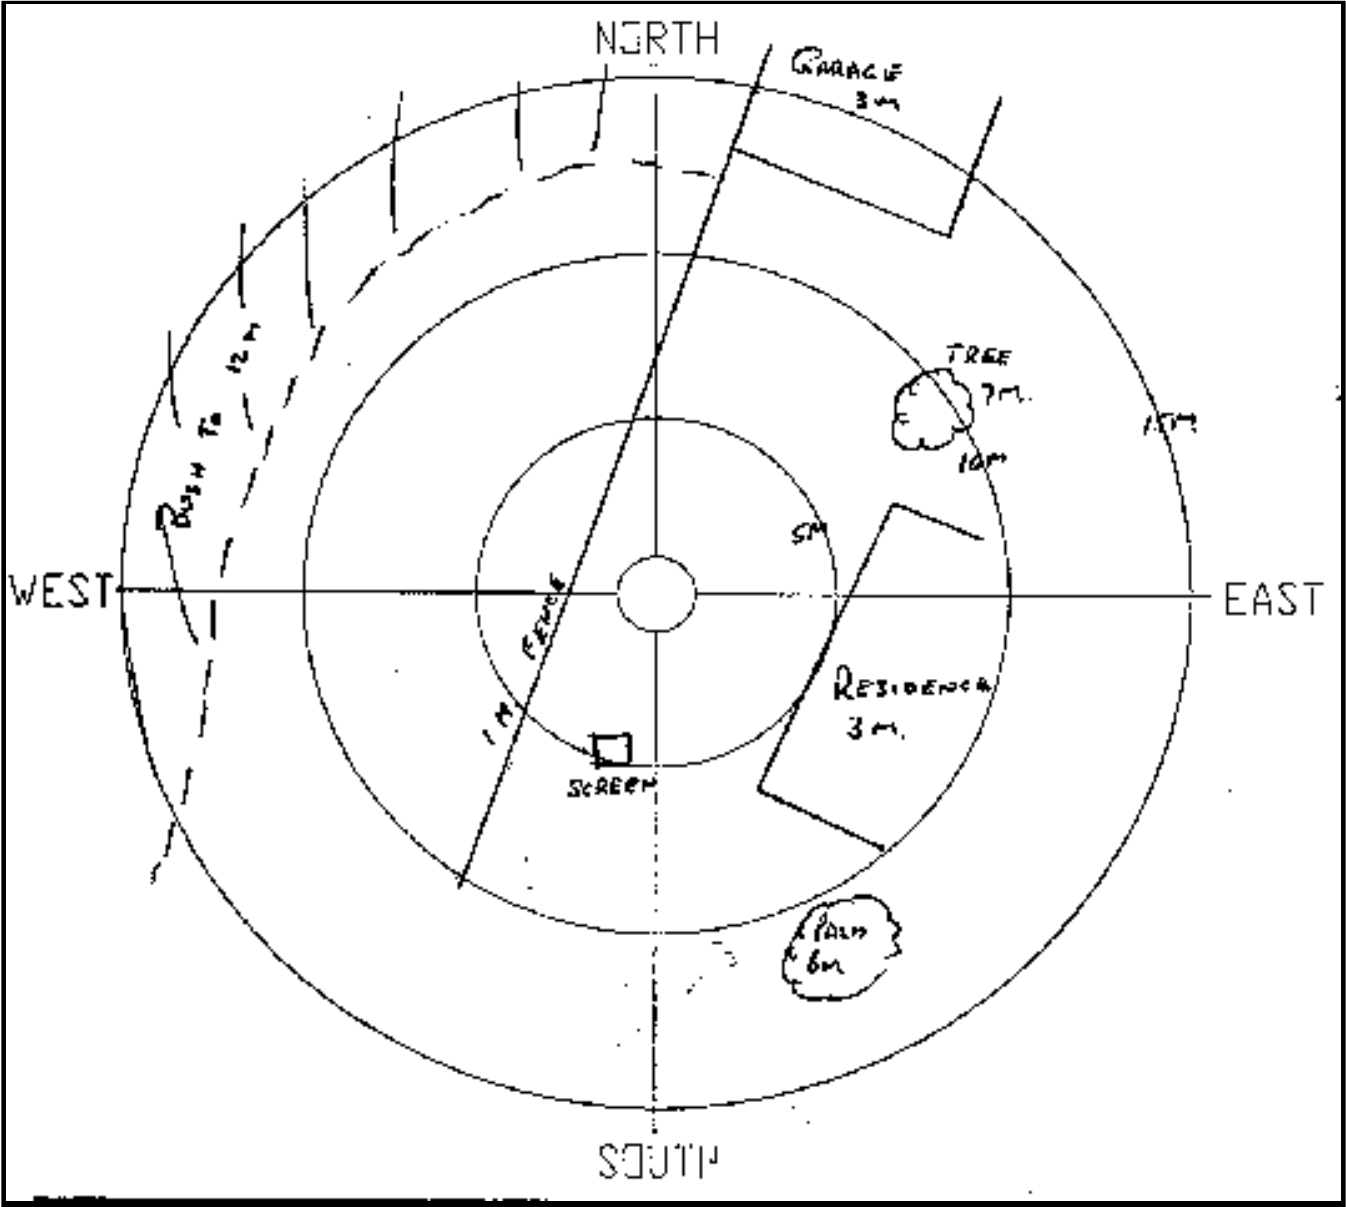 NORTH
GARAGE
3M
BUSH TO 12M
TREE
7M.
15M
10M
5M
WEST
EAST
FENCE
1M
RESIDENCE
3M.
SCREEN
PALM
6M
SOUTH